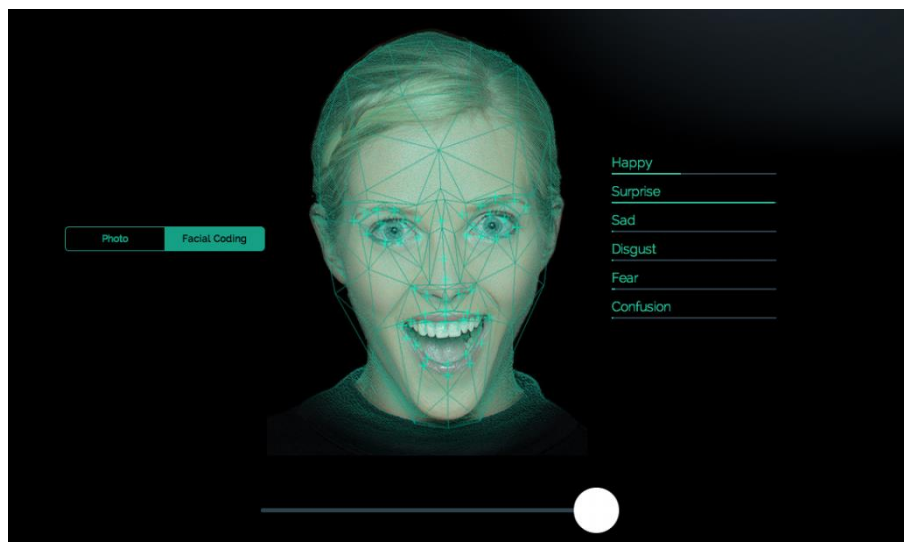 Photo
Facial Coding
Happy
Surprise
Sad
Disgust
Fear
Confusion